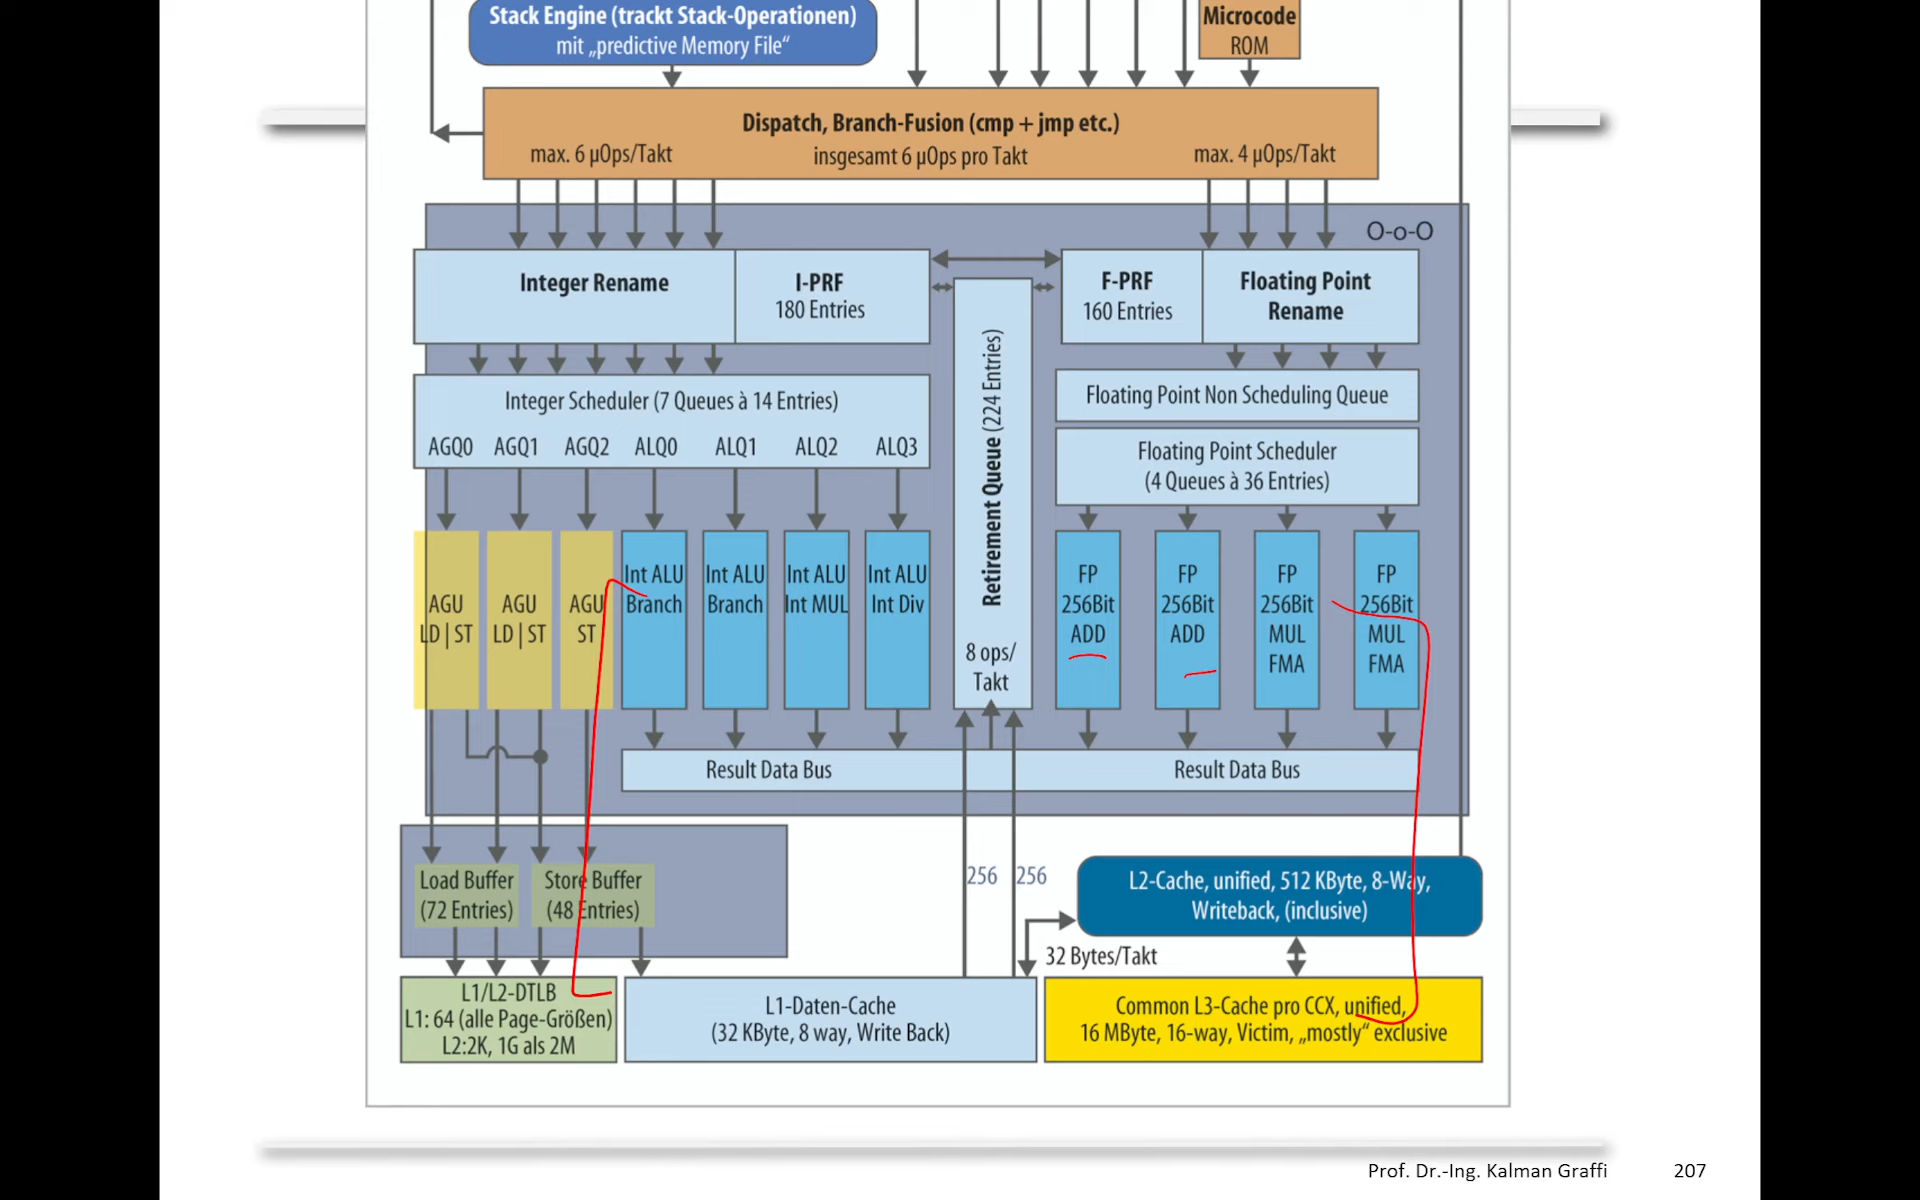 Stack Engine (trackt Stack-Operationen)
mit „predictive Memory File“
Microcode
ROM
Dispatch, Branch-Fusion (cmp + jmp etc.)
max. 6 µOps/Takt
insgesamt 6 µOps pro Takt
max. 4 µOps/Takt
O-o-O
Integer Rename
I-PRF
180 Entries
F-PRF
160 Entries
Floating Point
Rename
Integer Scheduler (7 Queues à 14 Entries)
AGQ0 AGQ1 AGQ2 ALQ0 ALQ1 ALQ2 ALQ3
Retirement Queue (224 Entries)
8 ops/
Takt
Floating Point Non Scheduling Queue
Floating Point Scheduler
(4 Queues à 36 Entries)
AGU
LD | ST
AGU
LD | ST
AGU
ST
Int ALU
Branch
Int ALU
Branch
Int ALU
Int MUL
Int ALU
Int Div
FP
256Bit
ADD
FP
256Bit
ADD
FP
256Bit
MUL
FMA
FP
256Bit
MUL
FMA
Result Data Bus
Result Data Bus
Load Buffer
(72 Entries)
Store Buffer
(48 Entries)
256
256
L2-Cache, unified, 512 KByte, 8-Way,
Writeback, (inclusive)
32 Bytes/Takt
L1/L2-DTLB
L1: 64 (alle Page-Größen)
L2:2K, 1G als 2M
L1-Daten-Cache
(32 KByte, 8 way, Write Back)
Common L3-Cache pro CCX, unified,
16 MByte, 16-way, Victim, „mostly“ exclusive
Prof. Dr.-Ing. Kalman Graffi
207